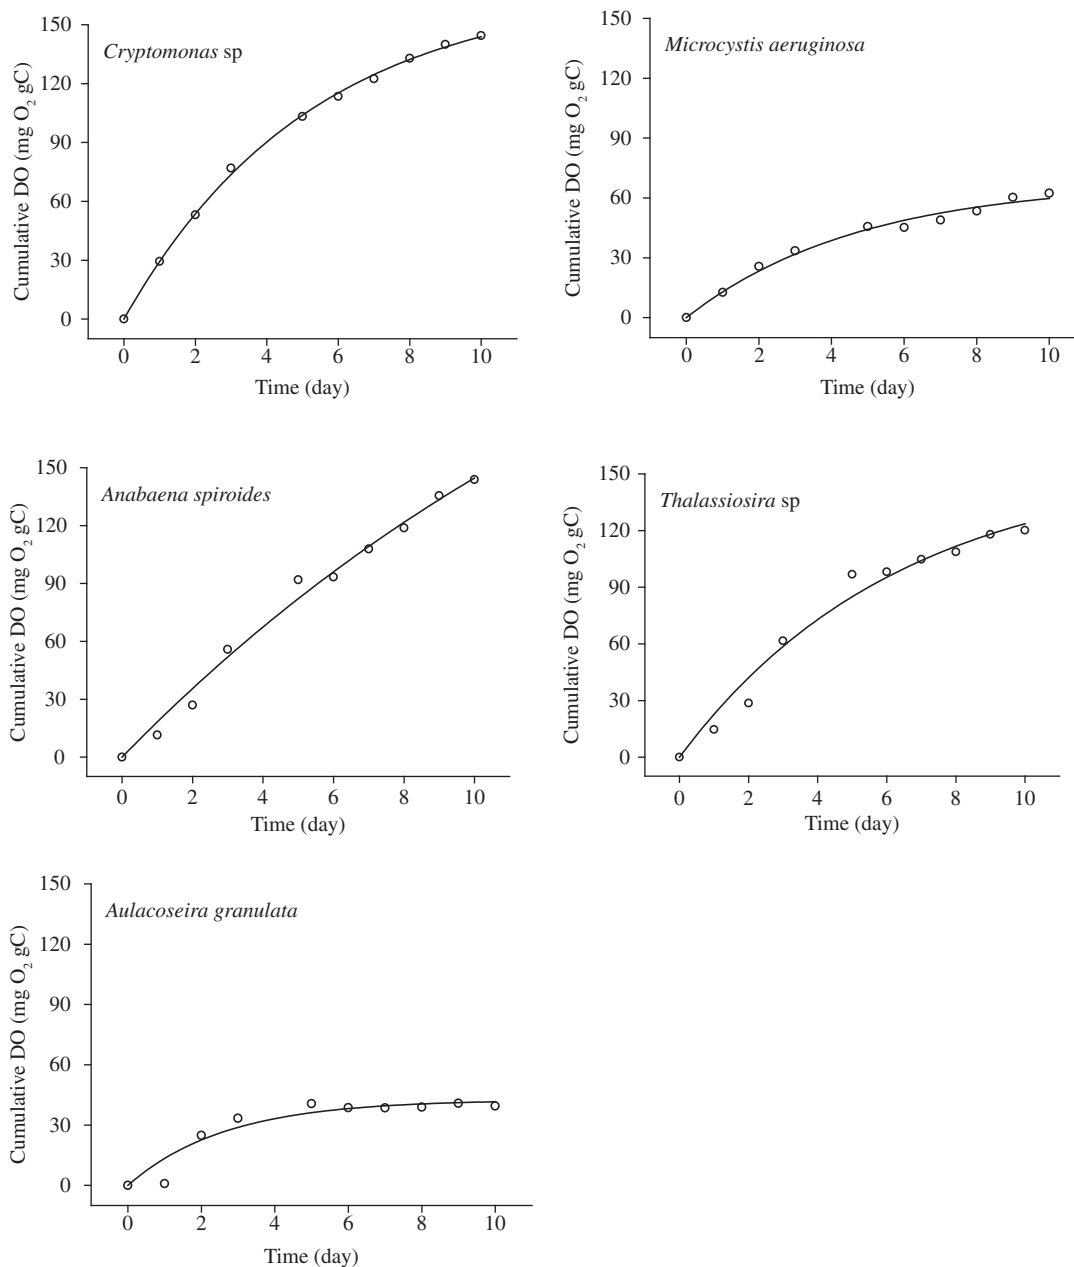 Cryptomonas sp
Cumulative DO (mg O₂ gC)
150
120
90
60
30
0
0 2 4 6 8 10
Time (day)
Microcystis aeruginosa
Cumulative DO (mg O₂ gC)
150
120
90
60
30
0
0 2 4 6 8 10
Time (day)
Anabaena spiroides
Cumulative DO (mg O₂ gC)
150
120
90
60
30
0
0 2 4 6 8 10
Time (day)
Thalassiosira sp
Cumulative DO (mg O₂ gC)
150
120
90
60
30
0
0 2 4 6 8 10
Time (day)
Aulacoseira granulata
Cumulative DO (mg O₂ gC)
150
120
90
60
30
0
0 2 4 6 8 10
Time (day)